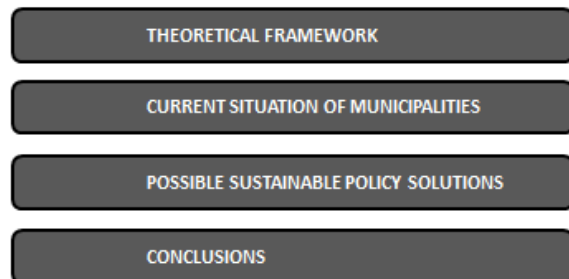 THEORETICAL FRAMEWORK
CURRENT SITUATION OF MUNICIPALITIES
POSSIBLE SUSTAINABLE POLICY SOLUTIONS
CONCLUSIONS